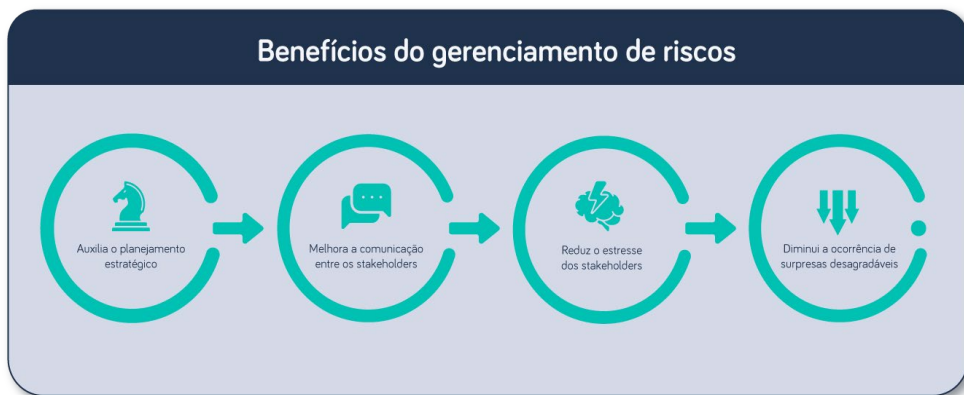 Benefícios do gerenciamento de riscos
Auxilia o planejamento
estratégico
Melhora a comunicação
entre os stakeholders
Reduz o estresse
dos stakeholders
Diminui a ocorrência de
surpresas desagradáveis